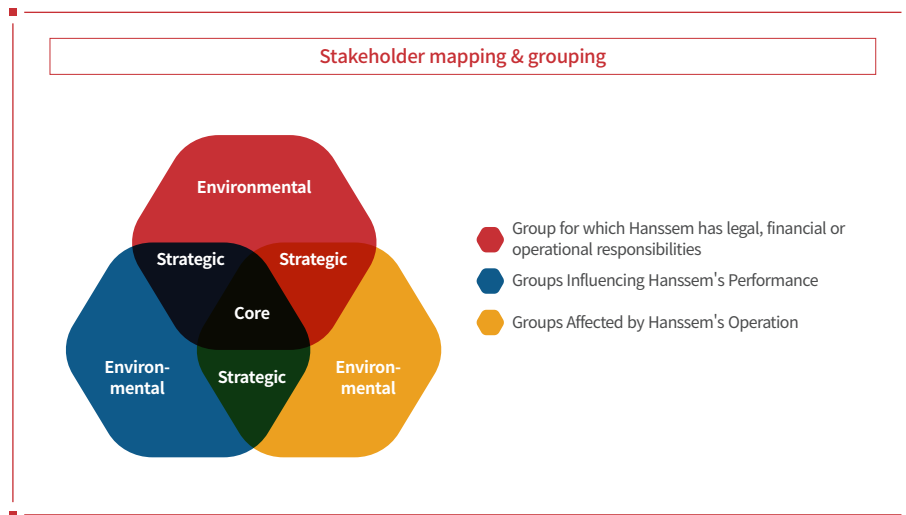 Stakeholder mapping & grouping
Environmental
Strategic
Strategic
Core
Environ-
mental
Strategic
Environ-
mental
Group for which Hanssem has legal, financial or
operational responsibilities
Groups Influencing Hanssem's Performance
Groups Affected by Hanssem's Operation